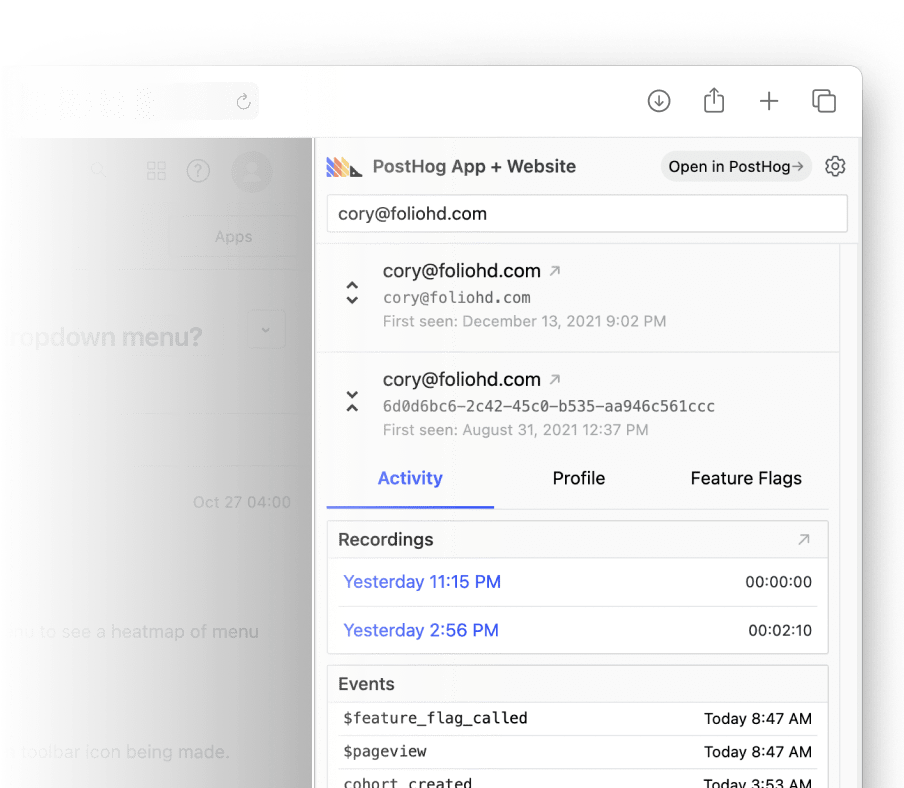 PostHog App + Website
Open in PostHog→
cory@foliohd.com
Apps
cory@foliohd.com ↗
cory@foliohd.com
First seen: December 13, 2021 9:02 PM
menu?
cory@foliohd.com ↗
6d0d6bc6-2c42-45c0-b535-aa946c561ccc
First seen: August 31, 2021 12:37 PM
Activity
Profile
Feature Flags
Oct 27 04:00
Recordings
Yesterday 11:15 PM
00:00:00
Yesterday 2:56 PM
00:02:10
to see a heatmap of menu
Events
$feature_flag_called
Today 8:47 AM
$pageview
Today 8:47 AM
toolbar icon being made.
cohort created
Today 3:53 AM